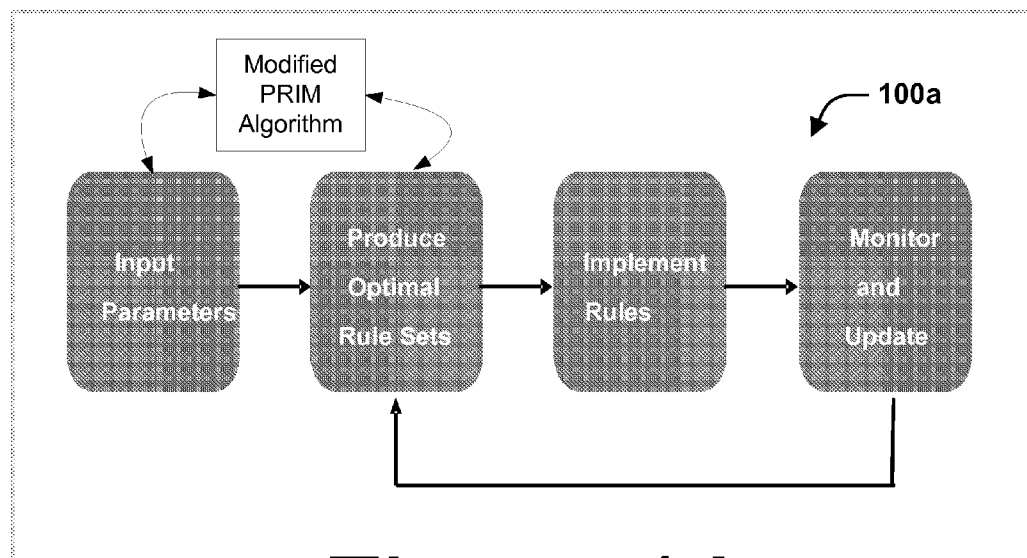 Modified
PRIM
Algorithm
100a
Input
Parameters
Produce
Optimal
Rule Sets
Implement
Rules
Monitor
and
Update